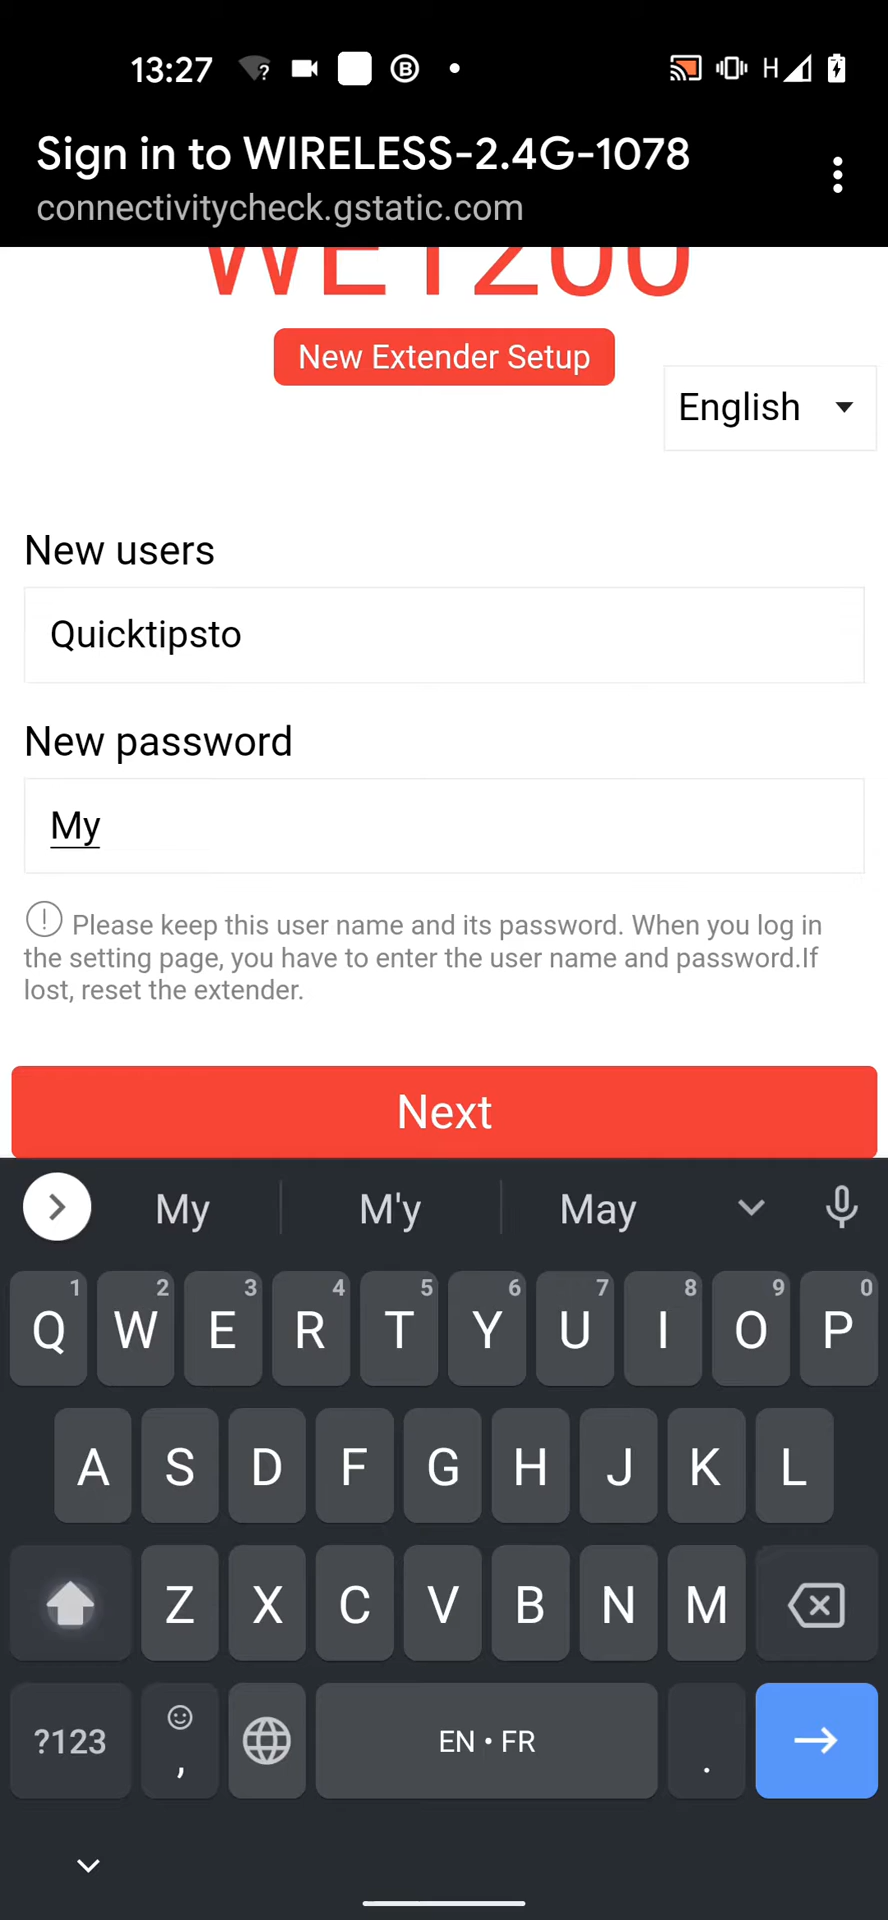 13:27 ? B H
Sign in to WIRELESS-2.4G-1078
connectivitycheck.gstatic.com
WE1200
New Extender Setup
English
New users
Quicktipsto
New password
My
! Please keep this user name and its password. When you log in
the setting page, you have to enter the user name and password.If
lost, reset the extender.
Next
My M'y May
1 2 3 4 5 6 7 8 9 0
Q W E R T Y U I O P
A S D F G H J K L
Z X C V B N M
?123 , EN • FR .